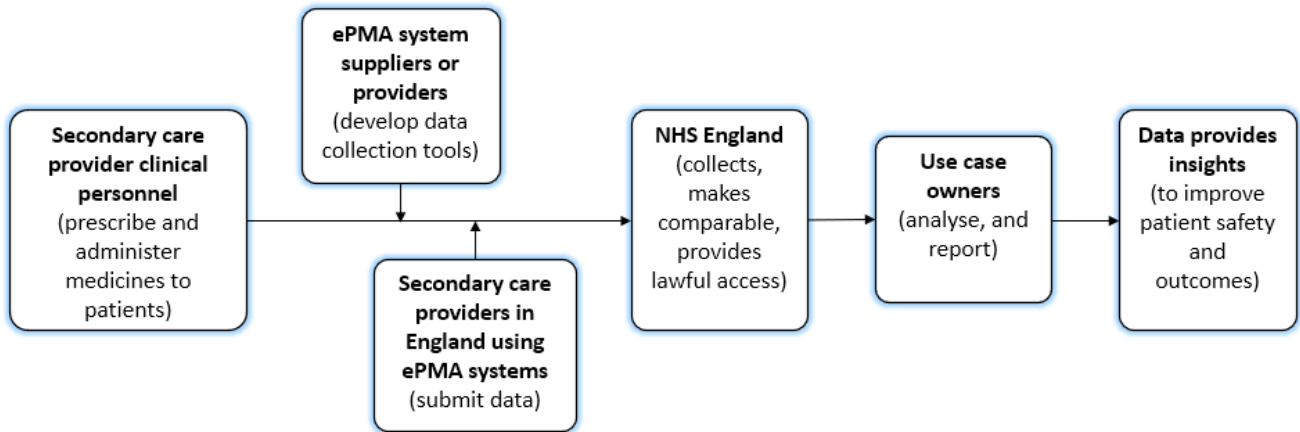 Secondary care
provider clinical
personnel
(prescribe and
administer
medicines to
patients)
ePMA system
suppliers or
providers
(develop data
collection tools)
Secondary care
providers in
England using
ePMA systems
(submit data)
NHS England
(collects,
makes
comparable,
provides
lawful access)
Use case
owners
(analyse, and
report)
Data provides
insights
(to improve
patient safety
and
outcomes)